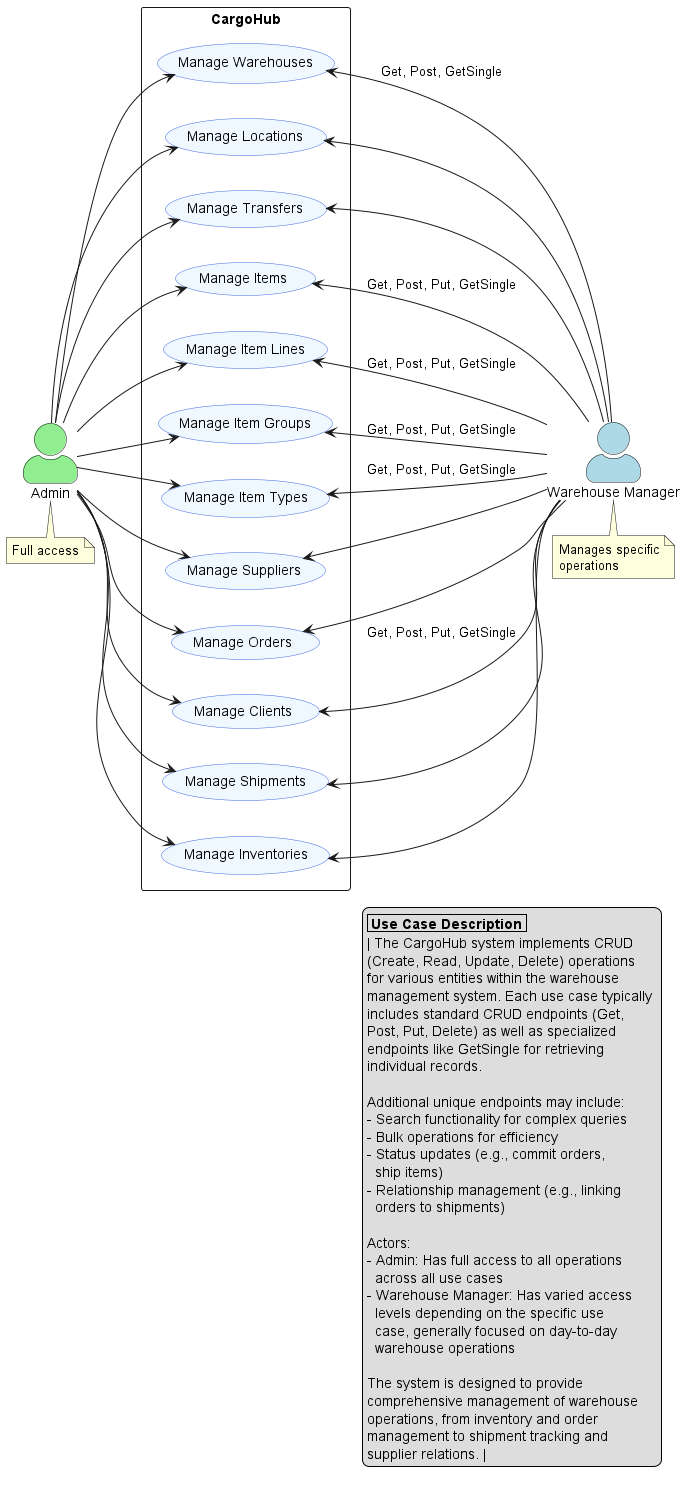 CargoHub
Manage Warehouses
Get, Post, GetSingle
Manage Locations
Manage Transfers
Manage Items
Get, Post, Put, GetSingle
Manage Item Lines
Get, Post, Put, GetSingle
Manage Item Groups
Get, Post, Put, GetSingle
Manage Item Types
Get, Post, Put, GetSingle
Admin
Warehouse Manager
Full access
Manages specific
operations
Manage Suppliers
Manage Orders
Get, Post, Put, GetSingle
Manage Clients
Manage Shipments
Manage Inventories
Use Case Description
| The CargoHub system implements CRUD
(Create, Read, Update, Delete) operations
for various entities within the warehouse
management system. Each use case typically
includes standard CRUD endpoints (Get,
Post, Put, Delete) as well as specialized
endpoints like GetSingle for retrieving
individual records.
Additional unique endpoints may include:
- Search functionality for complex queries
- Bulk operations for efficiency
- Status updates (e.g., commit orders,
ship items)
- Relationship management (e.g., linking
orders to shipments)
Actors:
- Admin: Has full access to all operations
across all use cases
- Warehouse Manager: Has varied access
levels depending on the specific use
case, generally focused on day-to-day
warehouse operations
The system is designed to provide
comprehensive management of warehouse
operations, from inventory and order
management to shipment tracking and
supplier relations. |